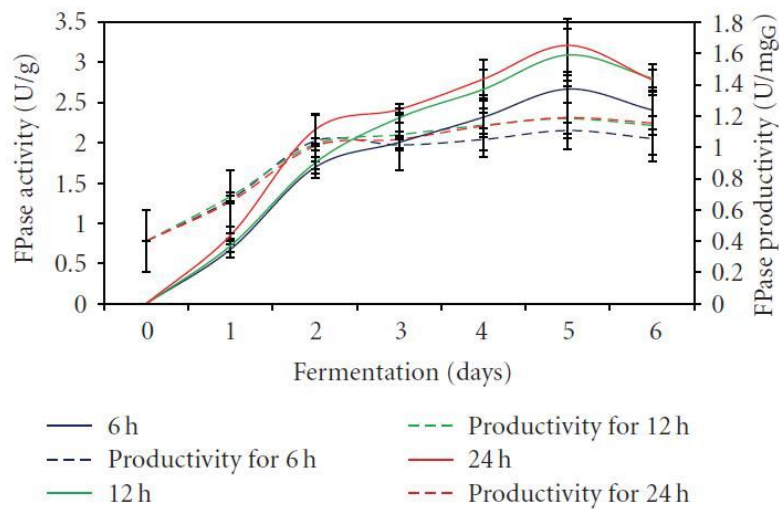 FPase activity (U/g)
3.5
3
2.5
2
1.5
1
0.5
0
1.8
1.6
1.4
1.2
1
0.8
0.6
0.4
0.2
0
FPase productivity (U/mgG)
0 1 2 3 4 5 6
Fermentation (days)
6 h
Productivity for 6 h
12 h
Productivity for 12 h
24 h
Productivity for 24 h